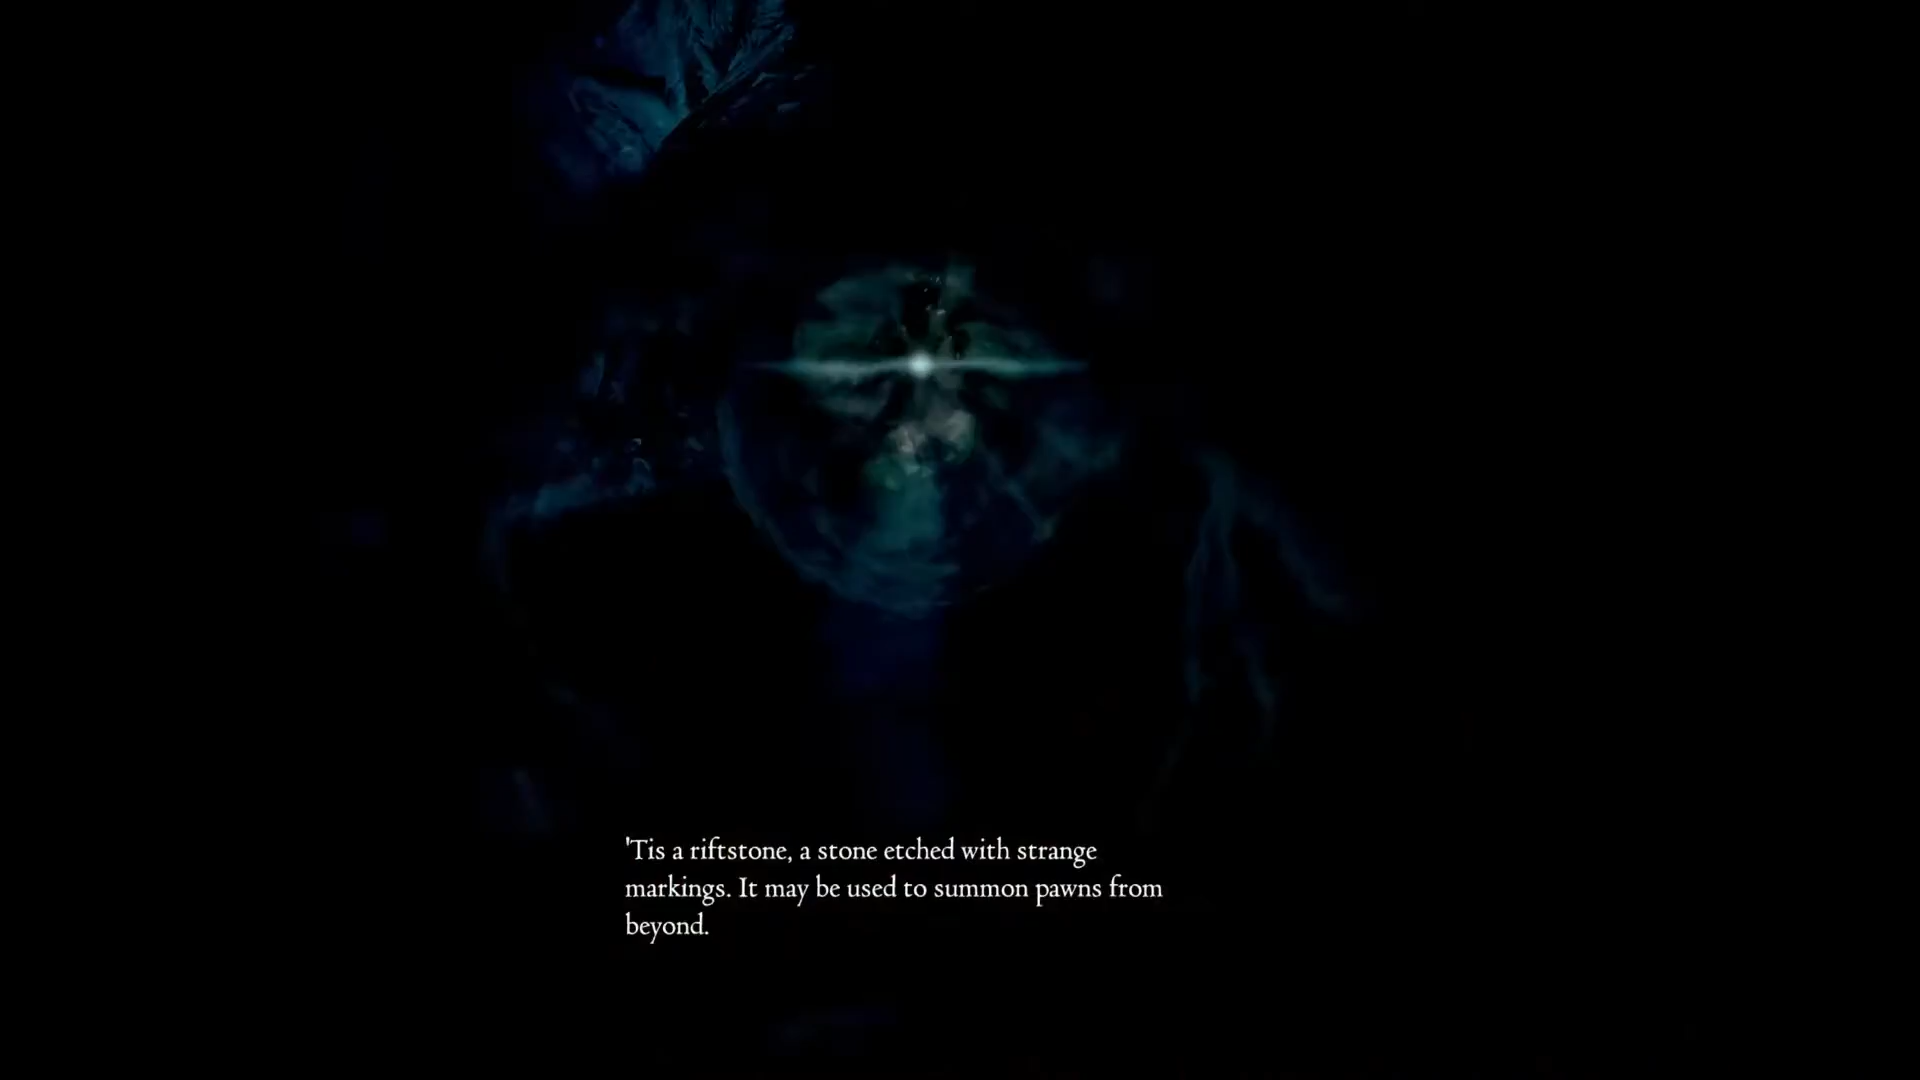 'Tis a riftstone, a stone etched with strange
markings. It may be used to summon pawns from
beyond.